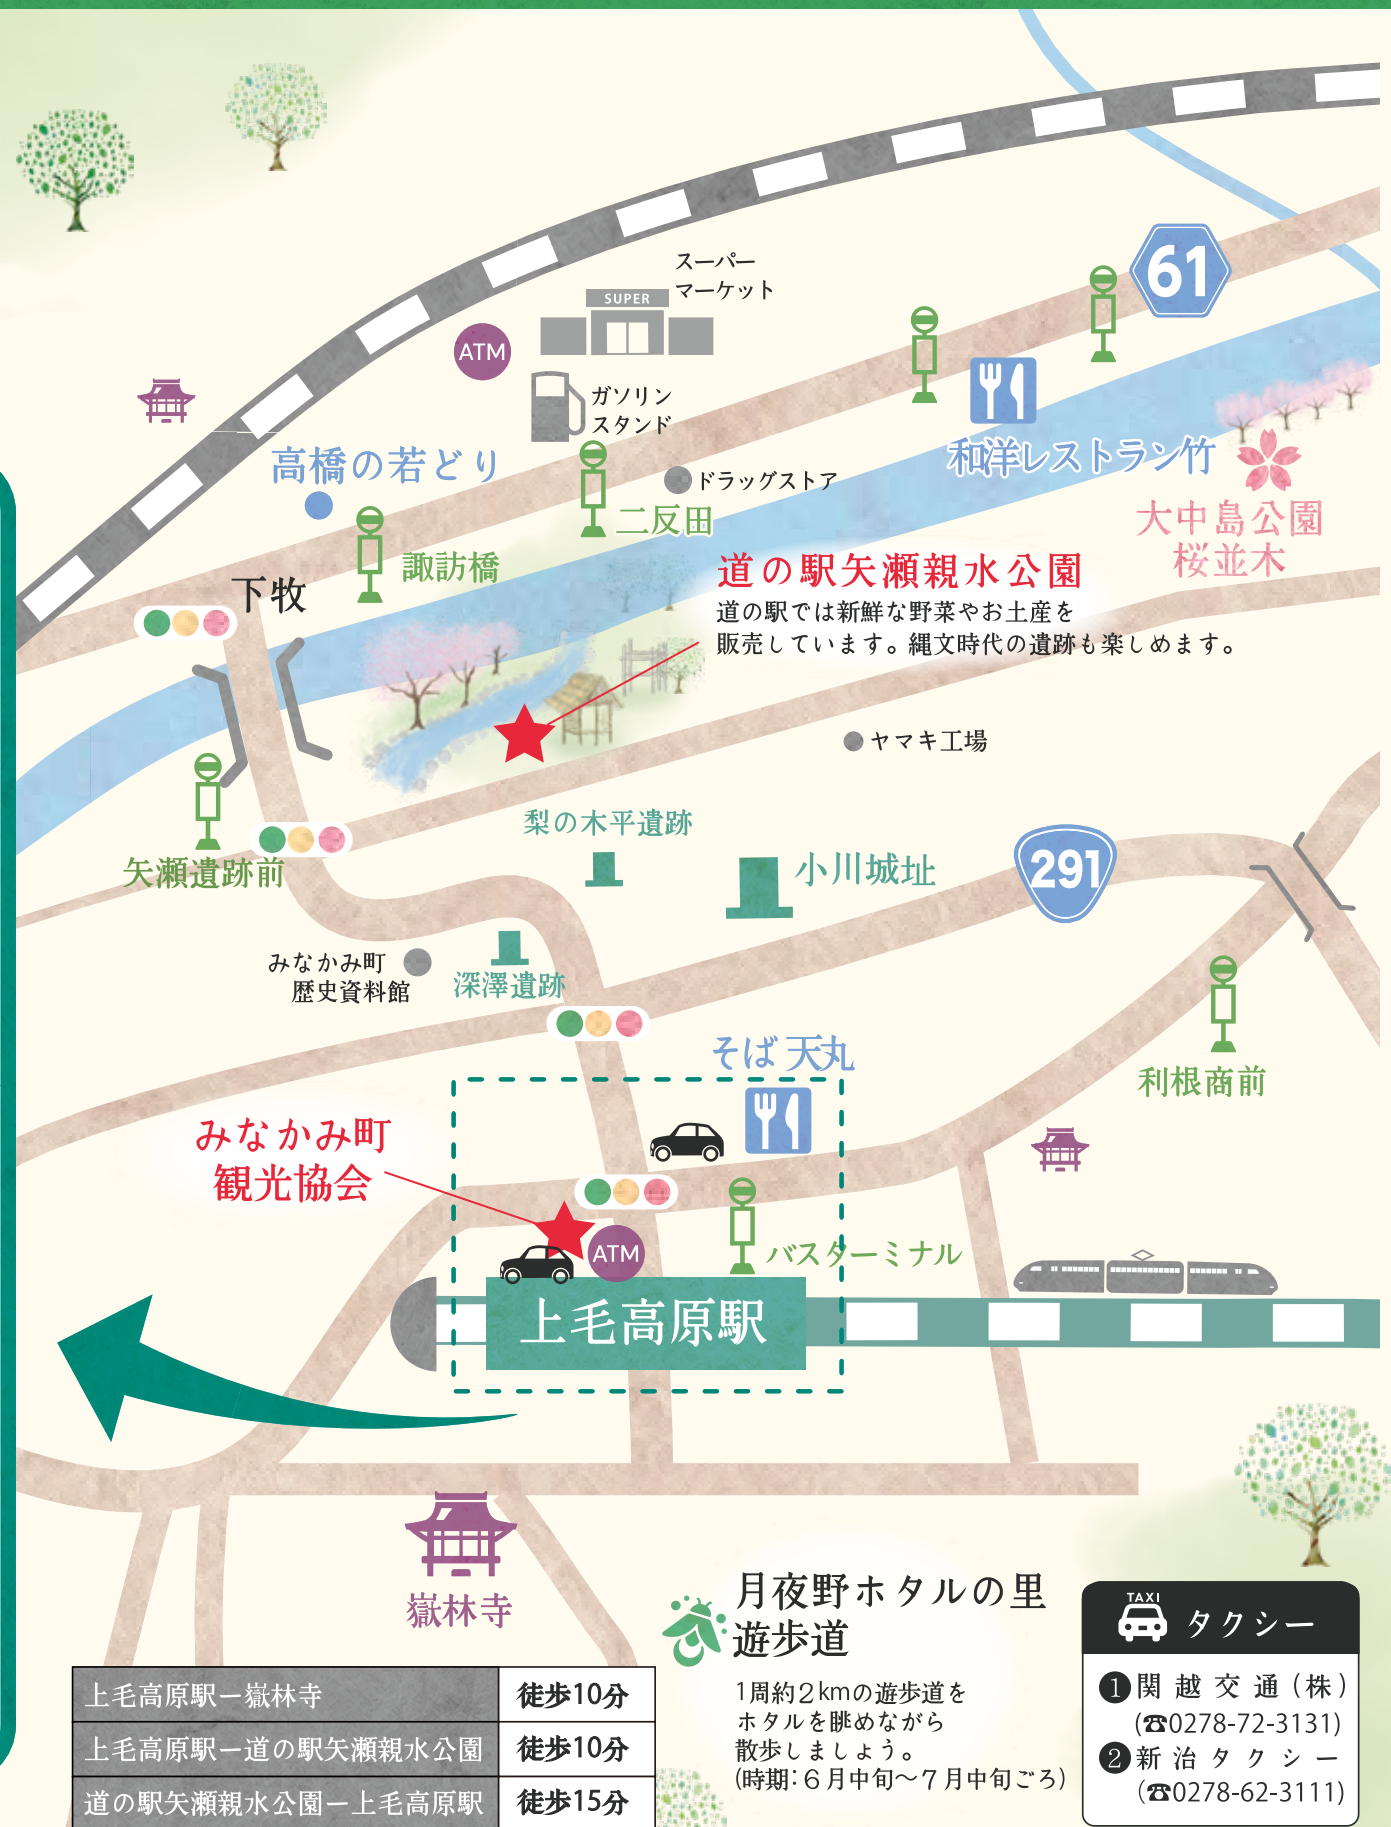 スーパー
マーケット
SUPER
61
ATM
ガソリン
スタンド
高橋の若どり
和洋レストラン竹
ドラッグストア
二反田
大中島公園
桜並木
諏訪橋
下牧
道の駅矢瀬親水公園
道の駅では新鮮な野菜やお土産を
販売しています。縄文時代の遺跡も楽しめます。
ヤマキ工場
梨の木平遺跡
矢瀬遺跡前
小川城址
291
みなかみ町
歴史資料館
深澤遺跡
そば 天丸
利根商前
みなかみ町
観光協会
ATM
バスターミナル
上毛高原駅
嶽林寺
上毛高原駅ー嶽林寺 徒歩10分
上毛高原駅ー道の駅矢瀬親水公園 徒歩10分
道の駅矢瀬親水公園ー上毛高原駅 徒歩15分
月夜野ホタルの里
遊歩道
1周約2kmの遊歩道を
ホタルを眺めながら
散歩しましょう。
(時期：６月中旬～７月中旬ごろ)
TAXI
タクシー
❶関越交通(株)
(☎0278-72-3131)
❷新治タクシー
(☎0278-62-3111)